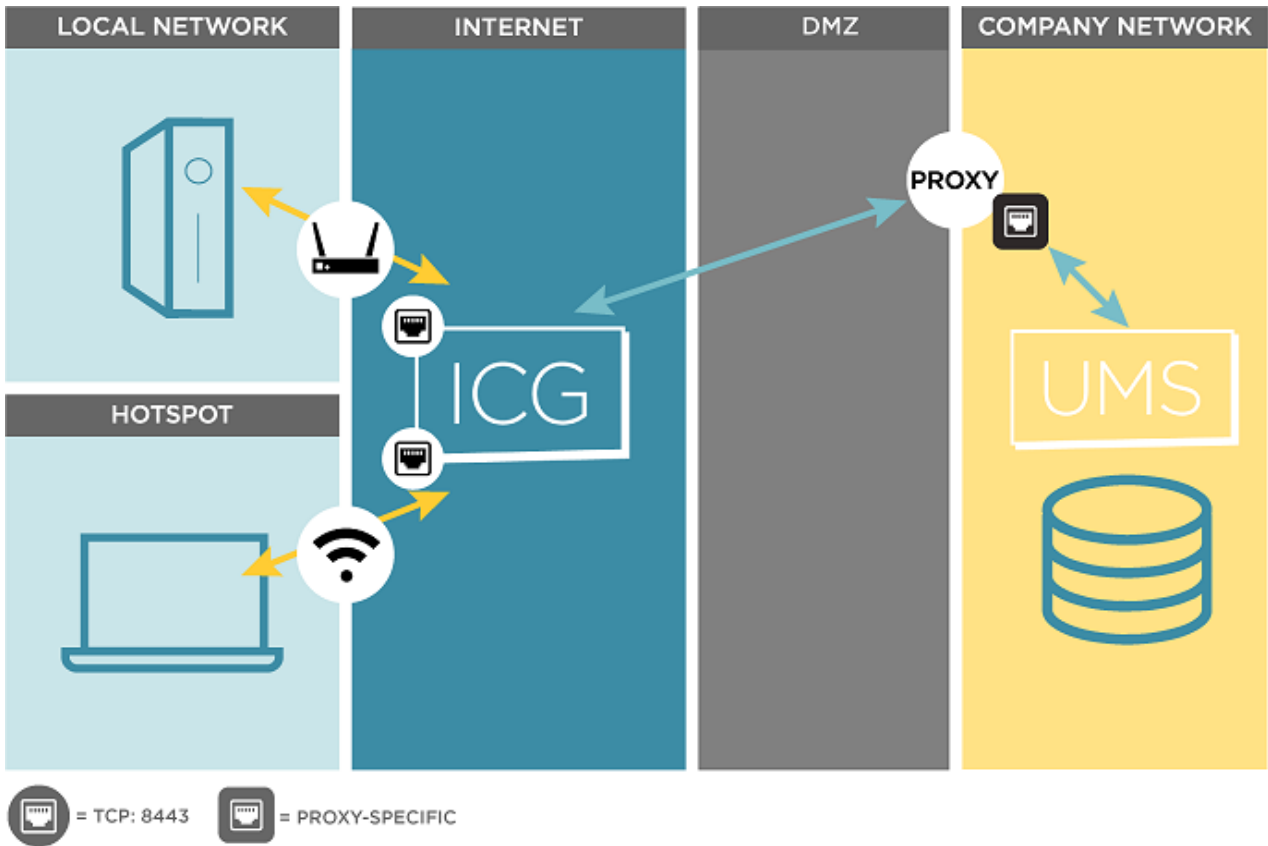 LOCAL NETWORK
INTERNET
DMZ
COMPANY NETWORK
PROXY
ICG
UMS
HOTSPOT
= TCP: 8443
= PROXY-SPECIFIC